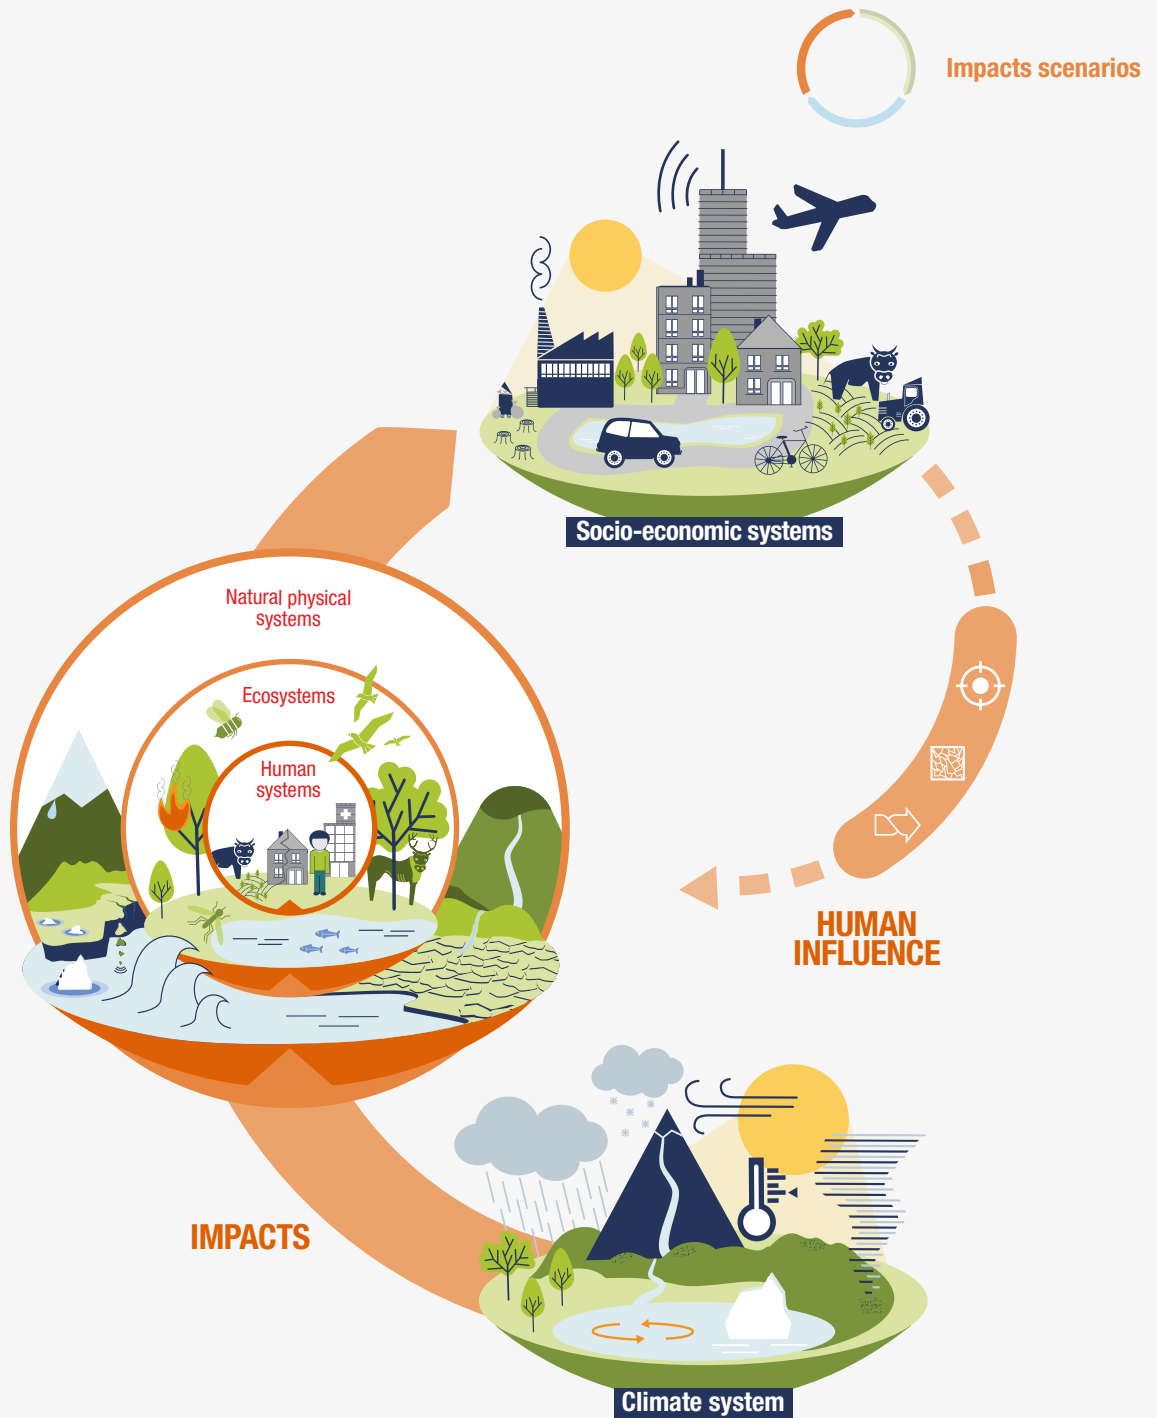 Impacts scenarios
Socio-economic systems
Natural physical
systems
Ecosystems
Human
systems
HUMAN
INFLUENCE
IMPACTS
Climate system